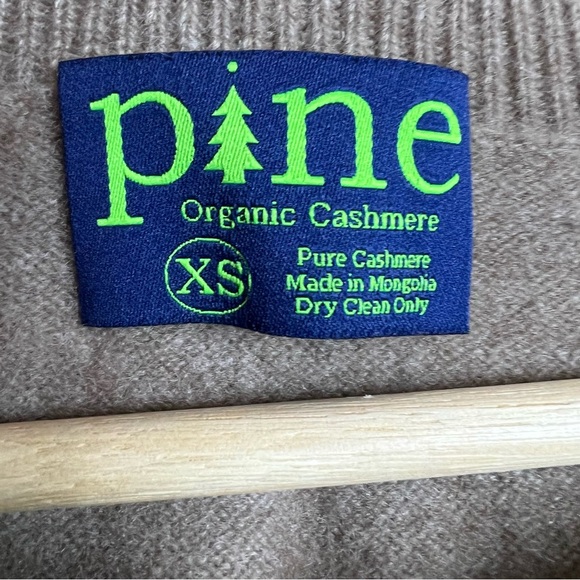 pine
Organic Cashmere
XS
Pure Cashmere
Made in Mongolia
Dry Clean Only